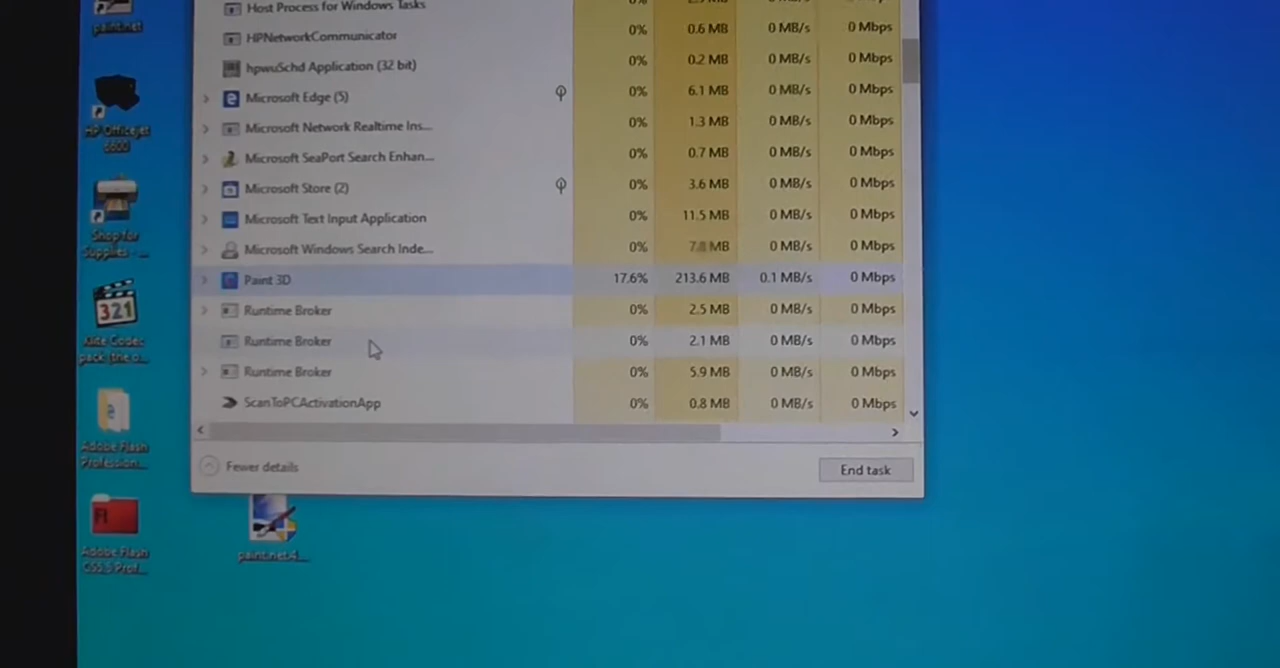 paint.net
Host Process for Windows Tasks
HPNetworkCommunicator 0% 0.6 MB 0 MB/s 0 Mbps
hpwuSchd Application (32 bit) 0% 0.2 MB 0 MB/s 0 Mbps
Microsoft Edge (5) 0% 6.1 MB 0 MB/s 0 Mbps
Microsoft Network Realtime Ins... 0% 1.3 MB 0 MB/s 0 Mbps
Microsoft SeaPort Search Enhan... 0% 0.7 MB 0 MB/s 0 Mbps
Microsoft Store (2) 0% 3.6 MB 0 MB/s 0 Mbps
Microsoft Text Input Application 0% 11.5 MB 0 MB/s 0 Mbps
Microsoft Windows Search Inde... 0% MB 0 MB/s 0 Mbps
Paint 3D 17.6% 213.6 MB 0.1 MB/s 0 Mbps
Runtime Broker 0% 2.5 MB 0 MB/s 0 Mbps
Runtime Broker 0% 2.1 MB 0 MB/s 0 Mbps
Runtime Broker 0% 5.9 MB 0 MB/s 0 Mbps
ScanToPCActivationApp 0% 0.8 MB 0 MB/s 0 Mbps
Fewer details
End task
HP Officejet
6600
Shop for
Supplies - ...
321
Klite Codec
pack (the o...
Adobe Flash
Profession...
Fl
Adobe Flash
CS5.5 Prof...
paint.net.4....